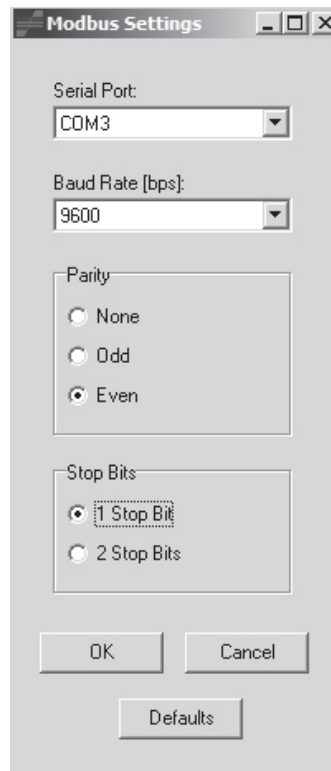 Modbus Settings
Serial Port:
COM3
Baud Rate [bps]:
9600
Parity
None
Odd
Even
Stop Bits
1 Stop Bit
2 Stop Bits
OK Cancel
Defaults